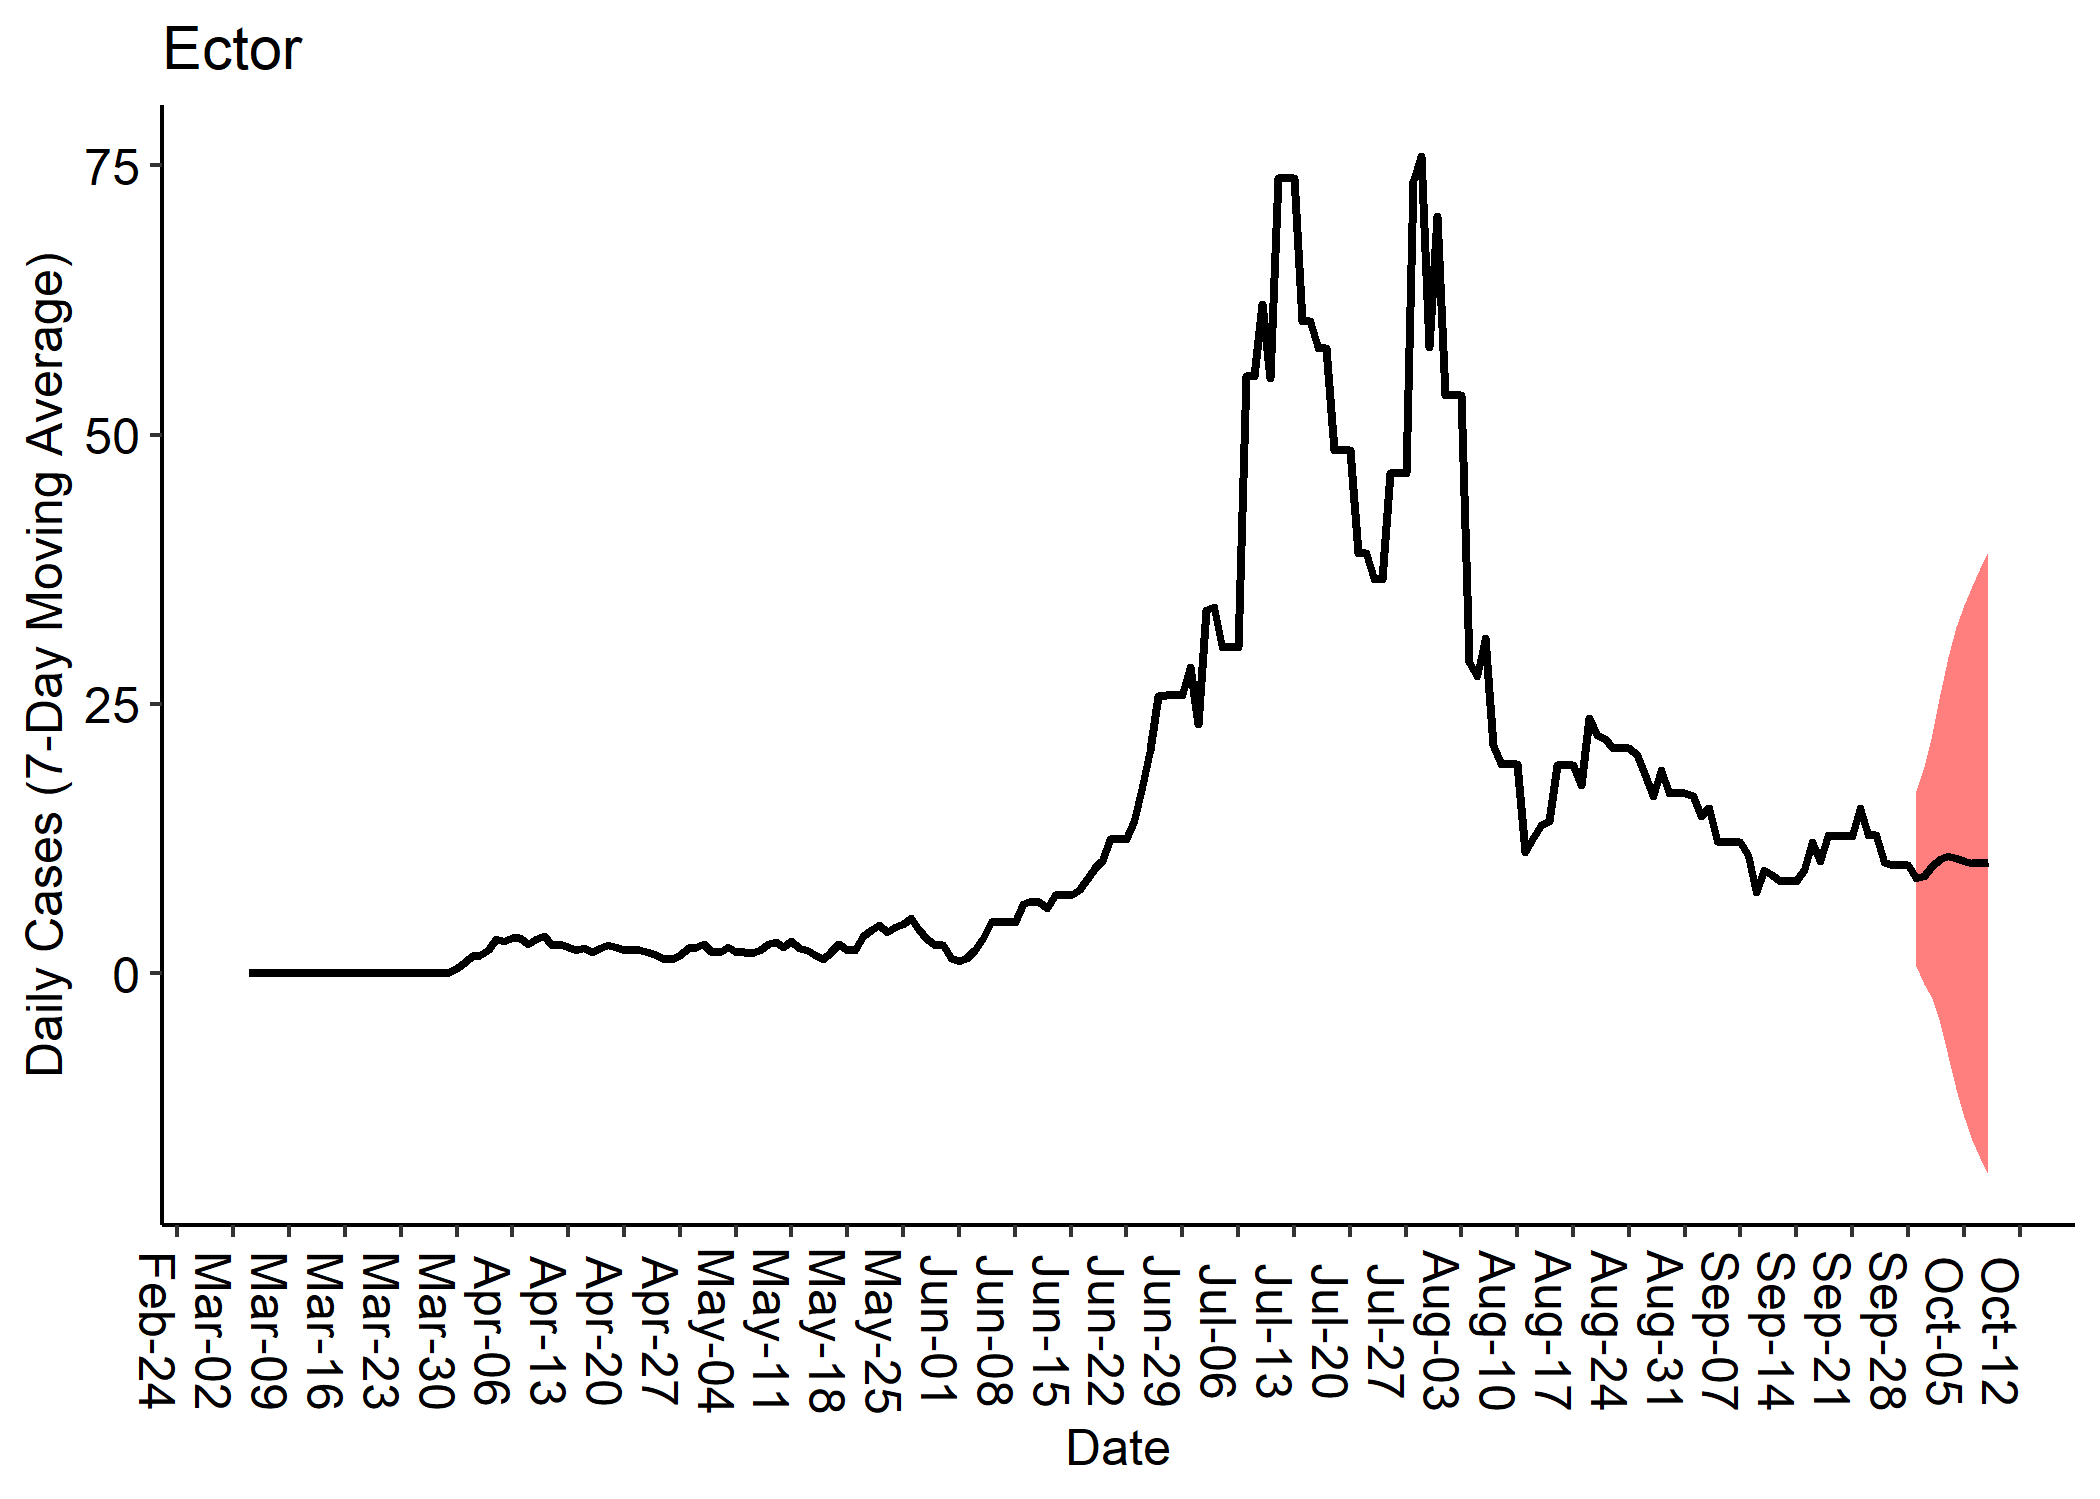 Ector
Daily Cases (7-Day Moving Average)
75
50
25
0
Feb-24
Mar-02
Mar-09
Mar-16
Mar-23
Mar-30
Apr-06
Apr-13
Apr-20
Apr-27
May-04
May-11
May-18
May-25
Jun-01
Jun-08
Jun-15
Jun-22
Jun-29
Jul-06
Jul-13
Jul-20
Jul-27
Aug-03
Aug-10
Aug-17
Aug-24
Aug-31
Sep-07
Sep-14
Sep-21
Sep-28
Oct-05
Oct-12
Date